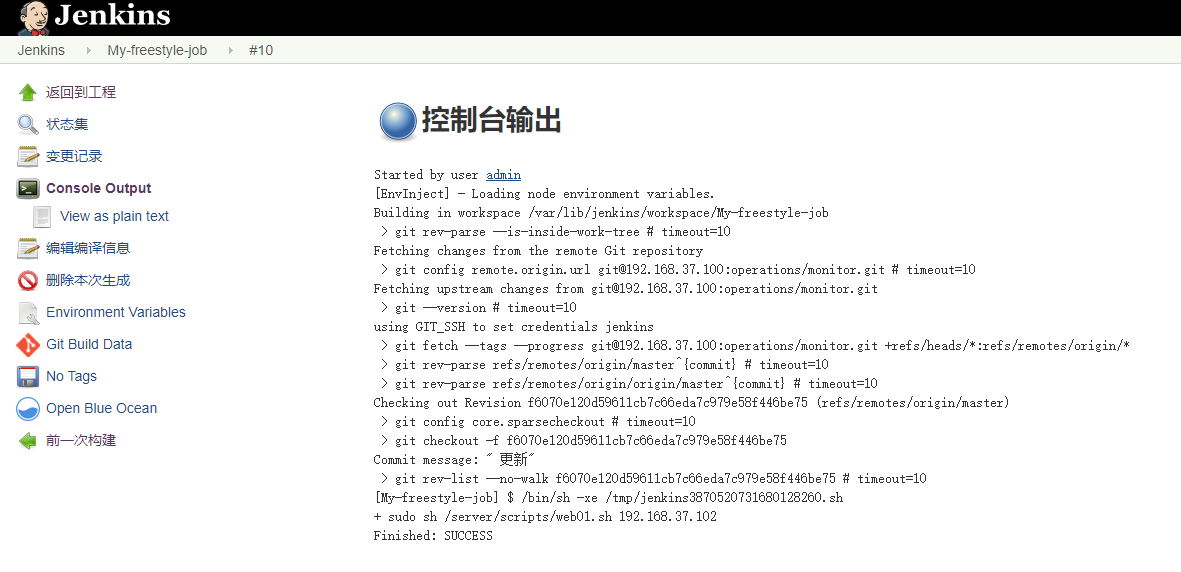 Jenkins
Jenkins My-freestyle-job #10
返回到工程
状态集
变更记录
Console Output
View as plain text
编辑编译信息
删除本次生成
Environment Variables
Git Build Data
No Tags
Open Blue Ocean
前一次构建
控制台输出
Started by user admin
[EnvInject] - Loading node environment variables.
Building in workspace /var/lib/jenkins/workspace/My-freestyle-job
> git rev-parse --is-inside-work-tree # timeout=10
Fetching changes from the remote Git repository
> git config remote.origin.url git@192.168.37.100:operations/monitor.git # timeout=10
Fetching upstream changes from git@192.168.37.100:operations/monitor.git
> git --version # timeout=10
using GIT_SSH to set credentials jenkins
> git fetch --tags --progress git@192.168.37.100:operations/monitor.git +refs/heads/*:refs/remotes/origin/*
> git rev-parse refs/remotes/origin/master^{commit} # timeout=10
> git rev-parse refs/remotes/origin/origin/master^{commit} # timeout=10
Checking out Revision f6070e120d59611cb7c66eda7c979e58f446be75 (refs/remotes/origin/master)
> git config core.sparsecheckout # timeout=10
> git checkout -f f6070e120d59611cb7c66eda7c979e58f446be75
Commit message: " 更新"
> git rev-list --no-walk f6070e120d59611cb7c66eda7c979e58f446be75 # timeout=10
[My-freestyle-job] $ /bin/sh -xe /tmp/jenkins3870520731680128260.sh
+ sudo sh /server/scripts/web01.sh 192.168.37.102
Finished: SUCCESS